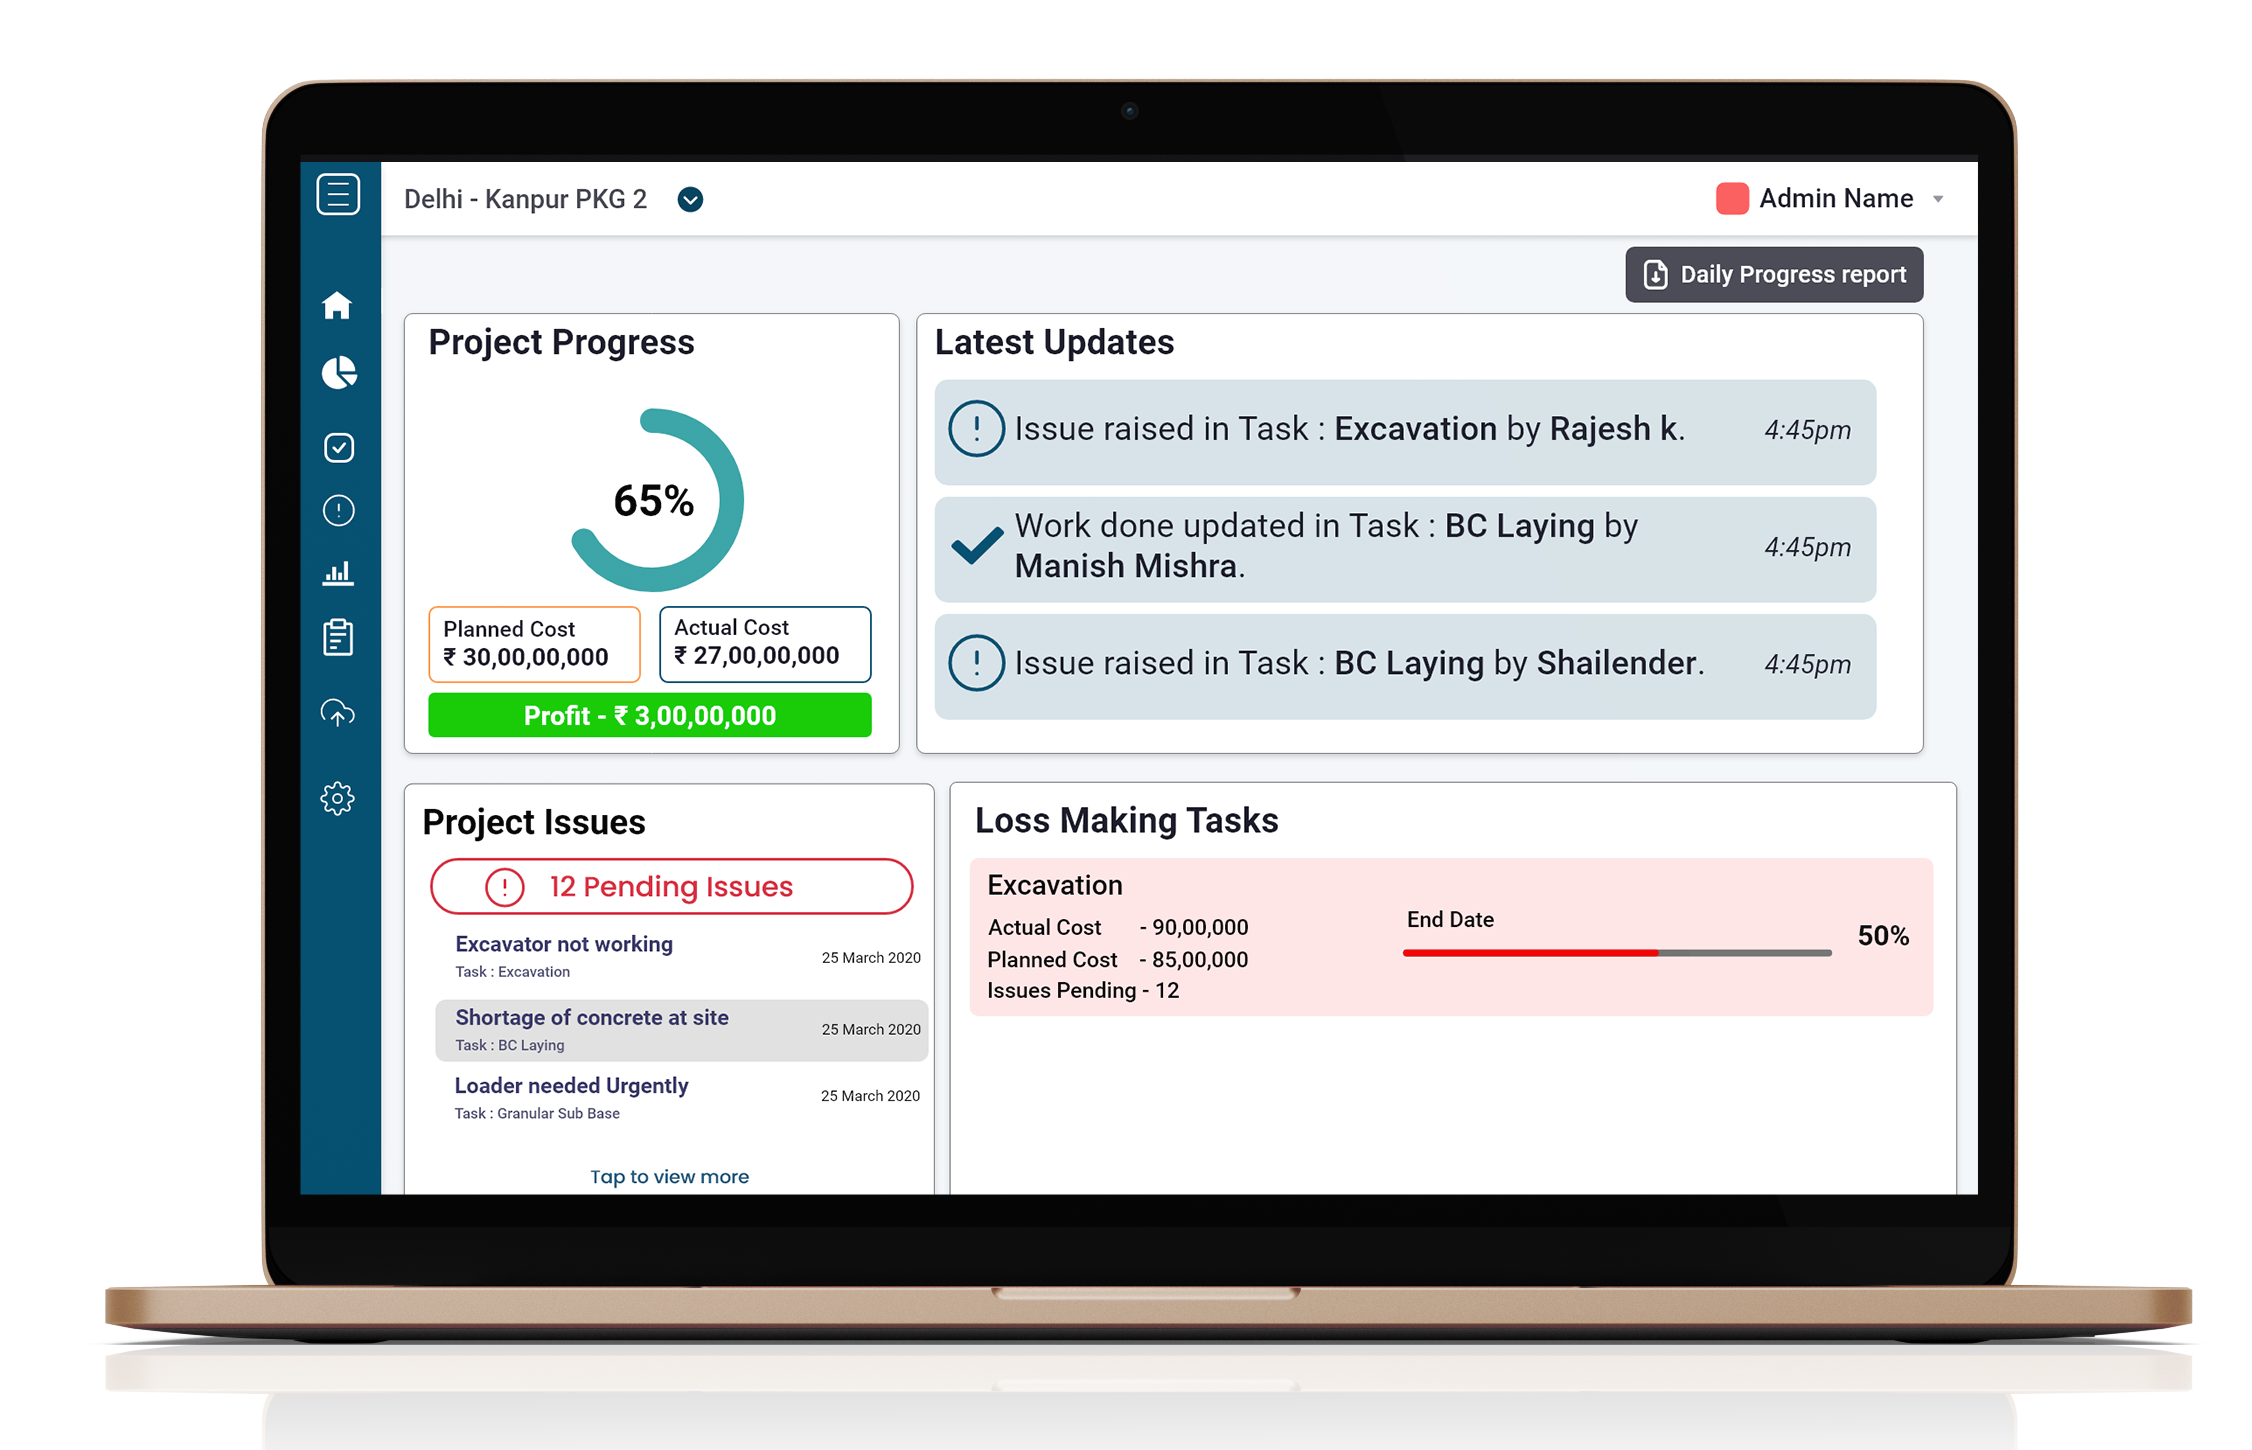 Delhi - Kanpur PKG 2
Admin Name
Daily Progress report
Project Progress
65%
Planned Cost
₹ 30,00,00,000
Actual Cost
₹ 27,00,00,000
Profit - ₹ 3,00,00,000
Latest Updates
Issue raised in Task : Excavation by Rajesh k.
4:45pm
Work done updated in Task : BC Laying by
Manish Mishra.
4:45pm
Issue raised in Task : BC Laying by Shailender.
4:45pm
Project Issues
12 Pending Issues
Excavator not working
Task : Excavation
25 March 2020
Shortage of concrete at site
Task : BC Laying
25 March 2020
Loader needed Urgently
Task : Granular Sub Base
25 March 2020
Tap to view more
Loss Making Tasks
Excavation
Actual Cost - 90,00,000
Planned Cost - 85,00,000
Issues Pending - 12
End Date
50%